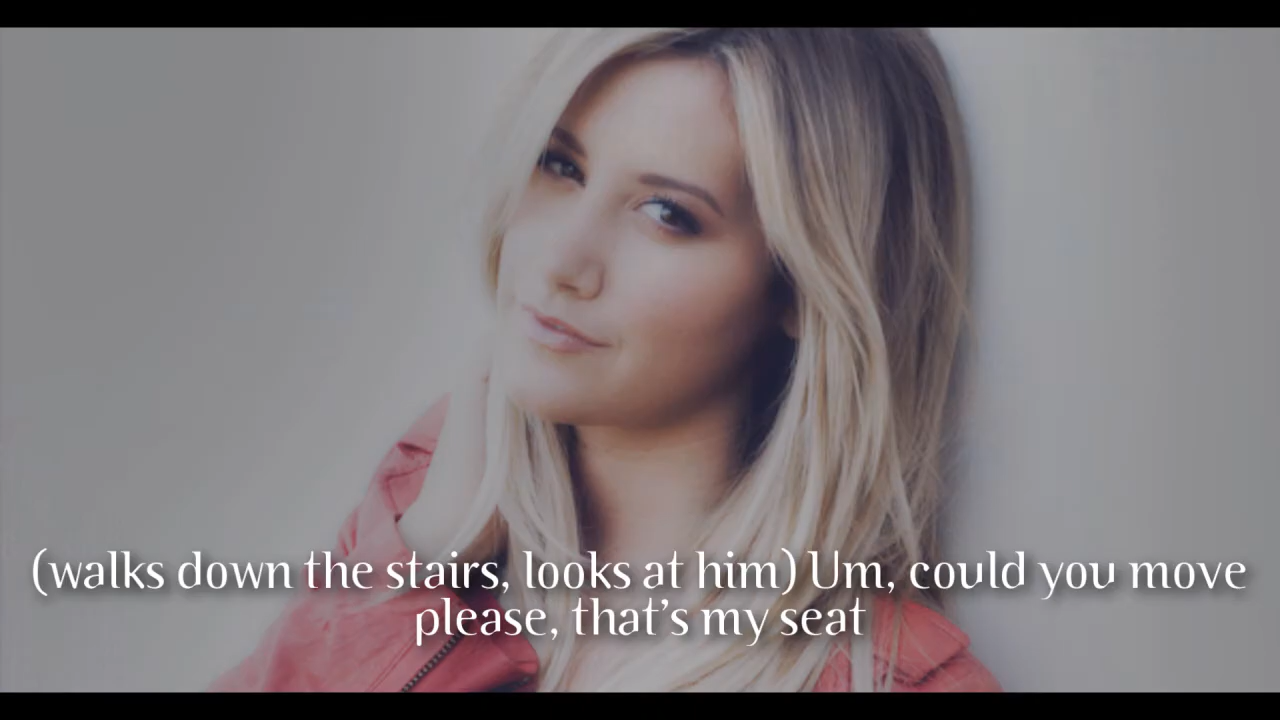 (walks down the stairs, looks at him) Um, could you move
please, that's my seat